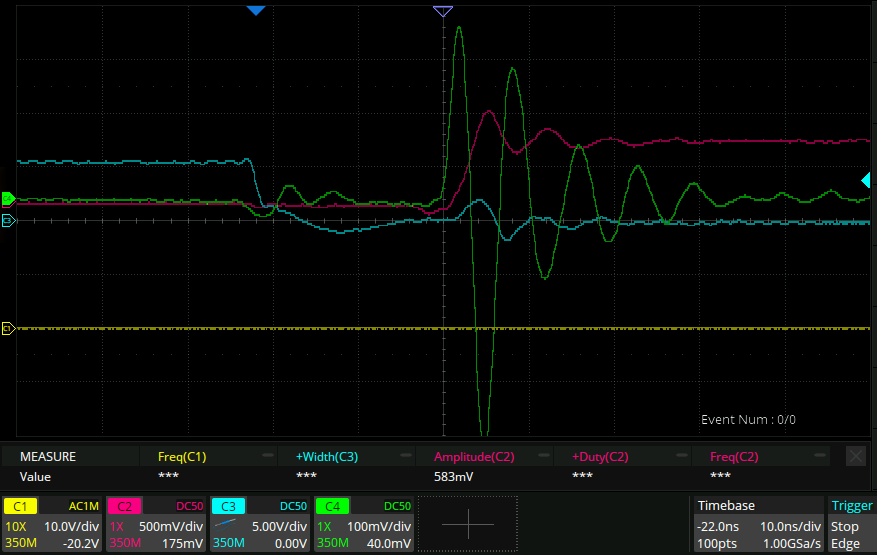 C4
C3
C1
Event Num : 0/0
MEASURE Freq(C1) +Width(C3) Amplitude(C2) +Duty(C2) Freq(C2)
Value *** *** 583mV *** ***
C1 AC1M C2 DC50 C3 DC50 C4 DC50 Timebase Trigger
10X 10.0V/div 1X 500mV/div 5.00V/div 1X 100mV/div -22.0ns 10.0ns/div Stop
350M -20.2V 350M 175mV 350M 0.00V 350M 40.0mV 100pts 1.00GSa/s Edge